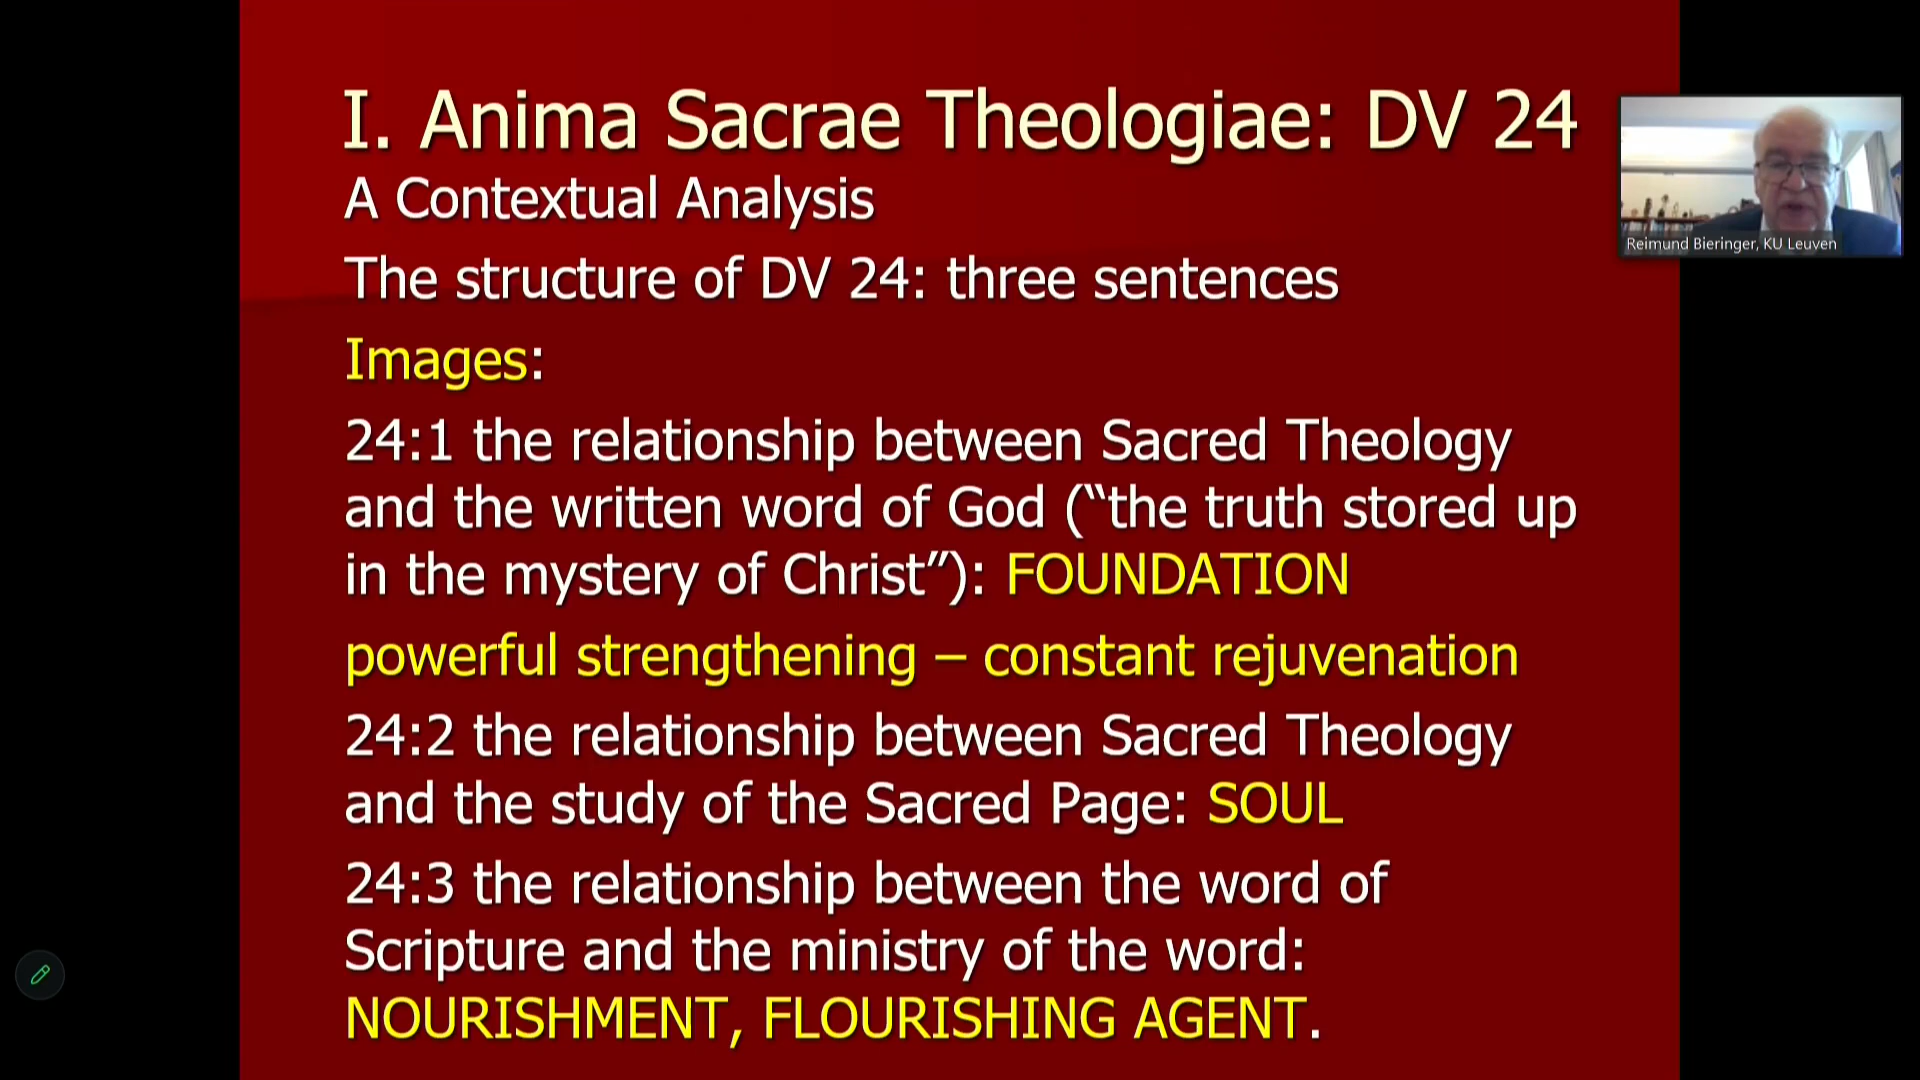 I. Anima Sacrae Theologiae: DV 24
A Contextual Analysis
The structure of DV 24: three sentences
Images:
24:1 the relationship between Sacred Theology
and the written word of God (“the truth stored up
in the mystery of Christ”): FOUNDATION
powerful strengthening – constant rejuvenation
24:2 the relationship between Sacred Theology
and the study of the Sacred Page: SOUL
24:3 the relationship between the word of
Scripture and the ministry of the word:
NOURISHMENT, FLOURISHING AGENT.
Reimund Bieringer, KU Leuven